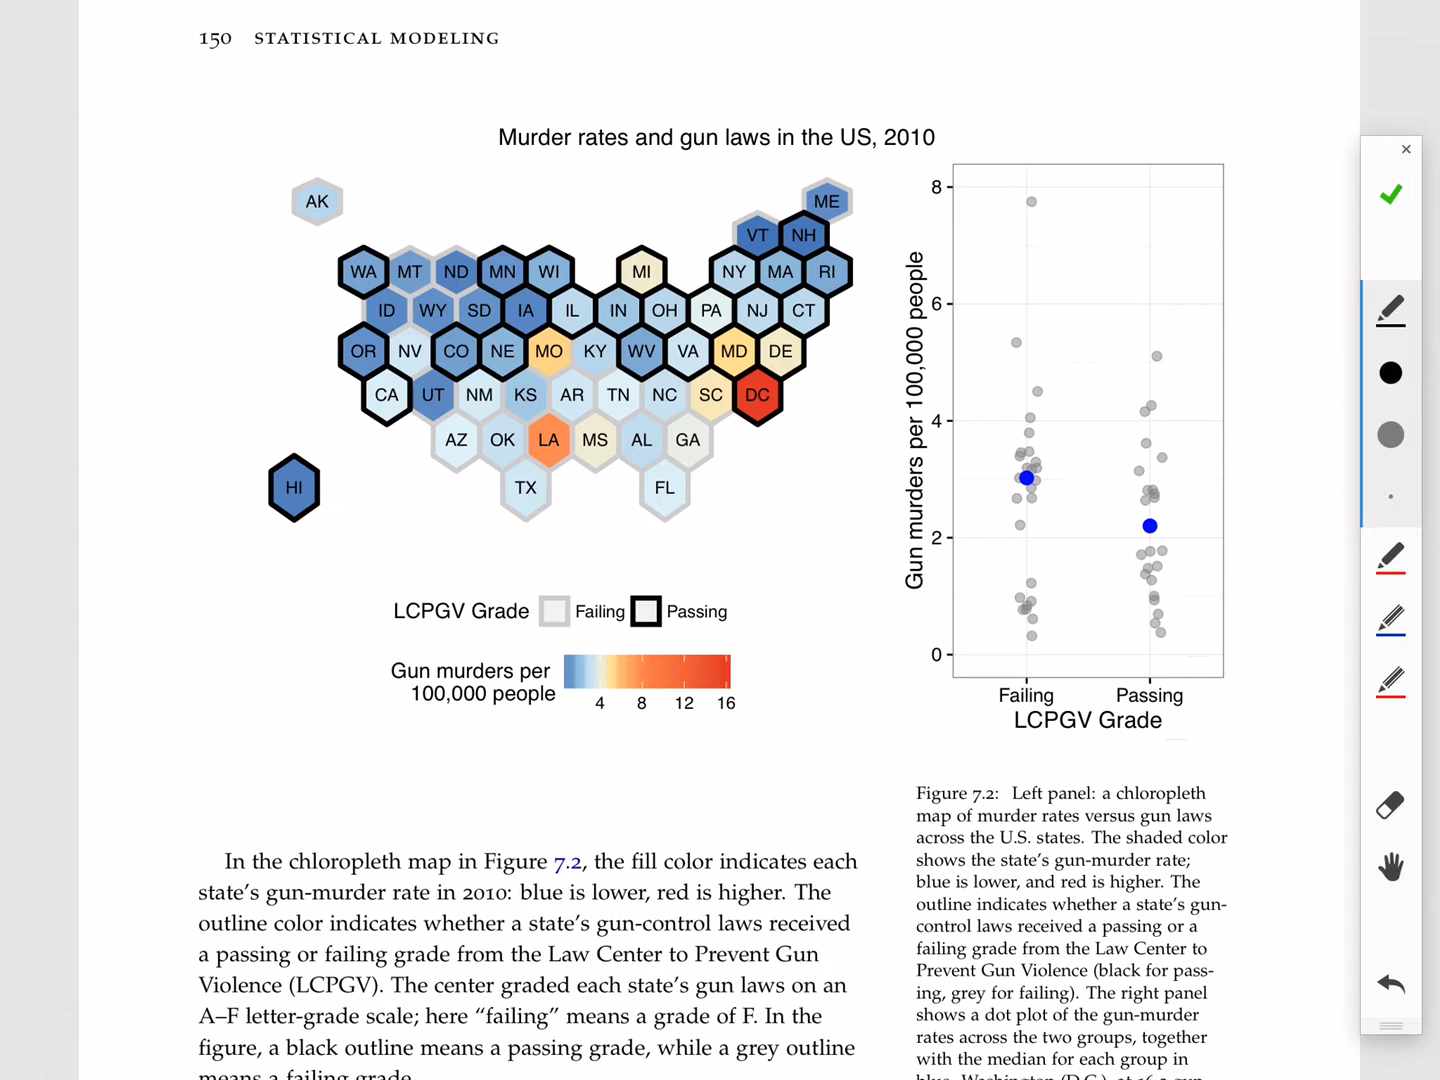 150 STATISTICAL MODELING
Murder rates and gun laws in the US, 2010
AK ME
VT NH
WA MT ND MN WI MI NY MA RI
ID WY SD IA IL IN OH PA NJ CT
OR NV CO NE MO KY WV VA MD DE
CA UT NM KS AR TN NC SC DC
AZ OK LA MS AL GA
HI TX FL
LCPGV Grade Failing Passing
Gun murders per
100,000 people
4 8 12 16
Gun murders per 100,000 people
8
6
4
2
0
Failing Passing
LCPGV Grade
In the chloropleth map in Figure 7.2, the fill color indicates each
state's gun-murder rate in 2010: blue is lower, red is higher. The
outline color indicates whether a state's gun-control laws received
a passing or failing grade from the Law Center to Prevent Gun
Violence (LCPGV). The center graded each state's gun laws on an
A–F letter-grade scale; here "failing" means a grade of F. In the
figure, a black outline means a passing grade, while a grey outline
means a failing grade.
Figure 7.2: Left panel: a chloropleth
map of murder rates versus gun laws
across the U.S. states. The shaded color
shows the state's gun-murder rate;
blue is lower, and red is higher. The
outline indicates whether a state's gun-
control laws received a passing or a
failing grade from the Law Center to
Prevent Gun Violence (black for pass-
ing, grey for failing). The right panel
shows a dot plot of the gun-murder
rates across the two groups, together
with the median for each group in
blue. Washington (D.C.), at